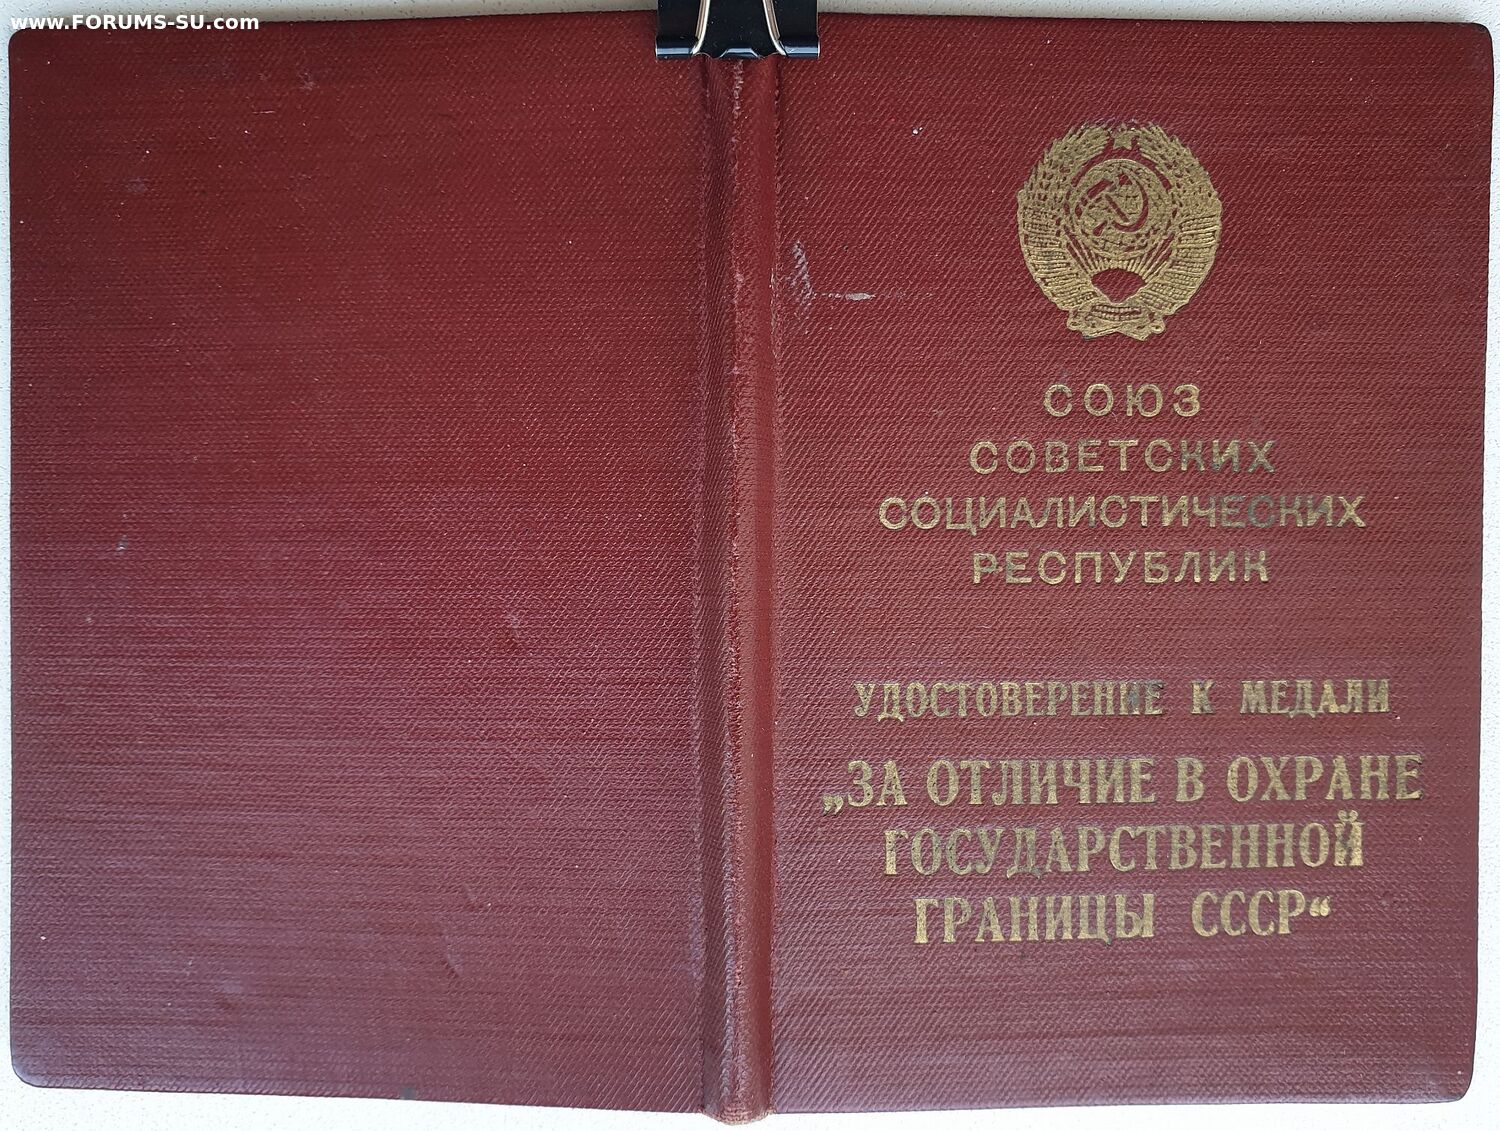 www.FORUMS-SU.com
СОЮЗ
СОВЕТСКИХ
СОЦИАЛИСТИЧЕСКИХ
РЕСПУБЛИК
УДОСТОВЕРЕНИЕ К МЕДАЛИ
„ЗА ОТЛИЧИЕ В ОХРАНЕ
ГОСУДАРСТВЕННОЙ
ГРАНИЦЫ СССР“